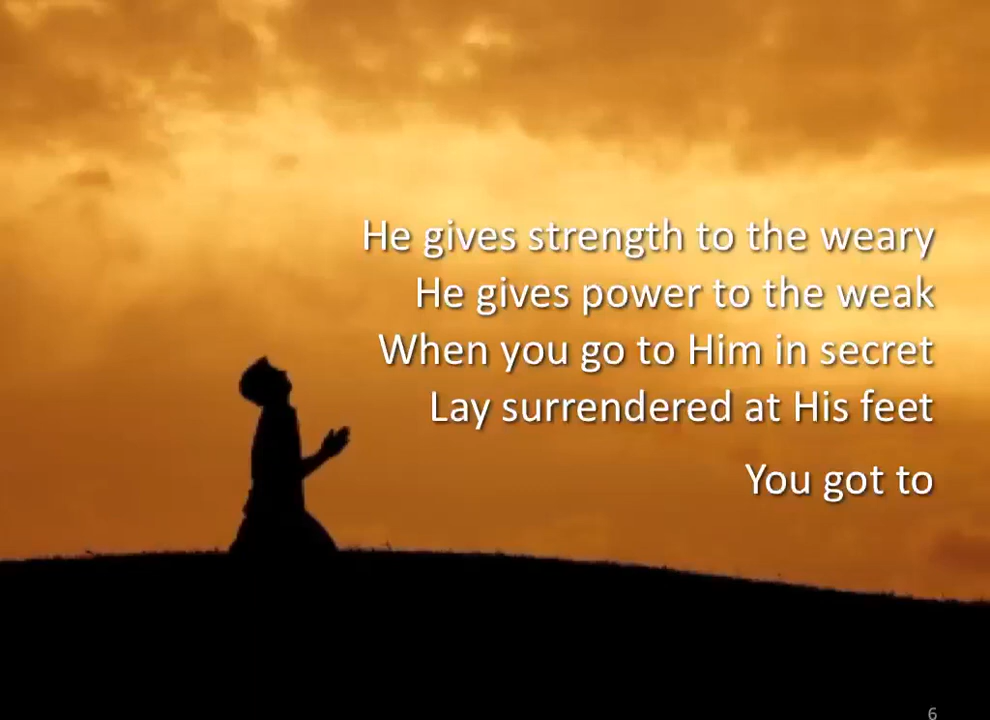 He gives strength to the weary
He gives power to the weak
When you go to Him in secret
Lay surrendered at His feet
You got to
6